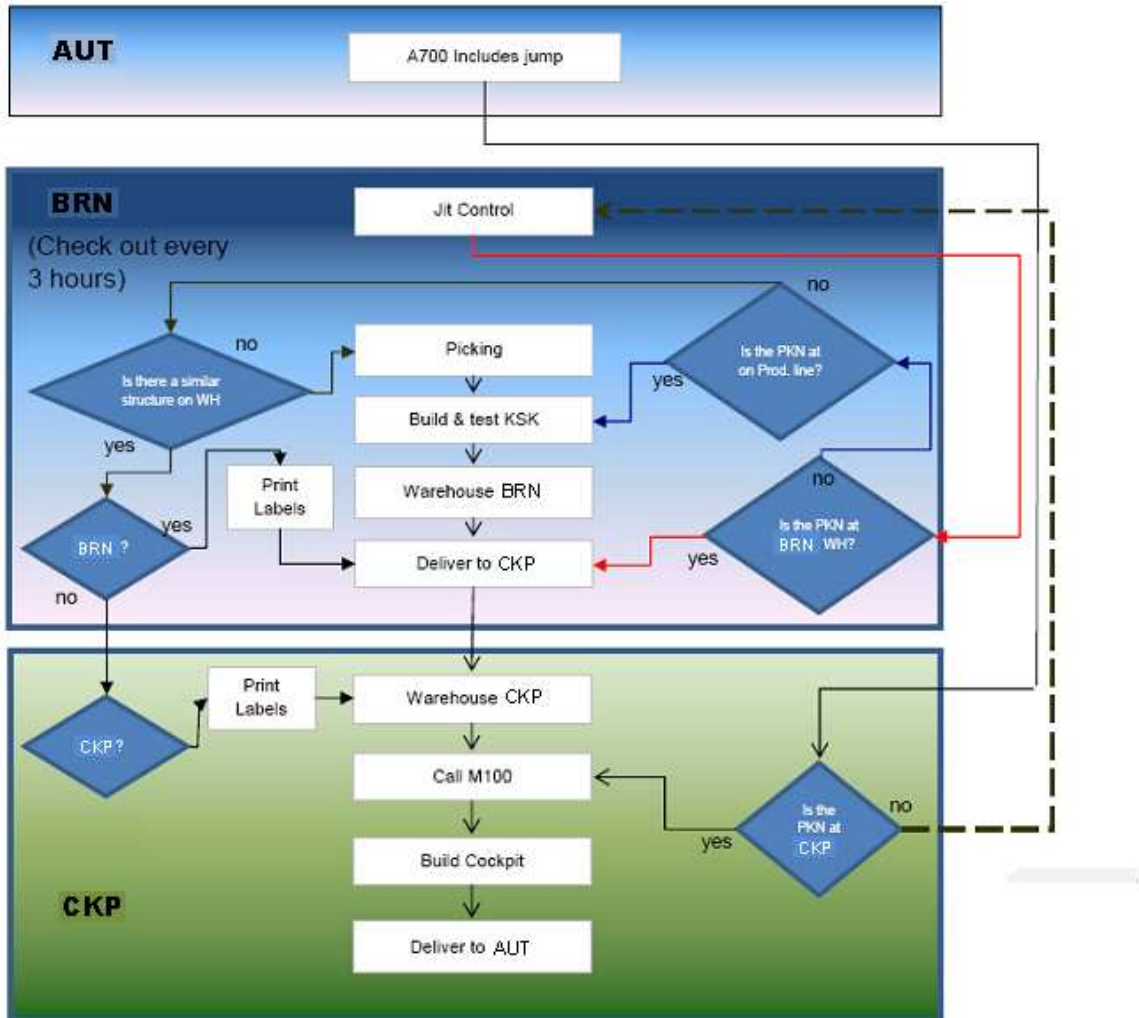 AUT
A700 Includes jump
BRN
(Check out every
3 hours)
Jit Control
no
no
Picking
Is the PKN at
on Prod. line?
Is there a similar
structure on WH
yes
Build & test KSK
yes
Print
Labels
Warehouse BRN
no
yes
BRN ?
Is the PKN at
BRN WH?
Deliver to CKP
yes
no
Print
Labels
Warehouse CKP
CKP?
Call M100
Is the
PKN at
CKP
no
yes
Build Cockpit
CKP
Deliver to AUT